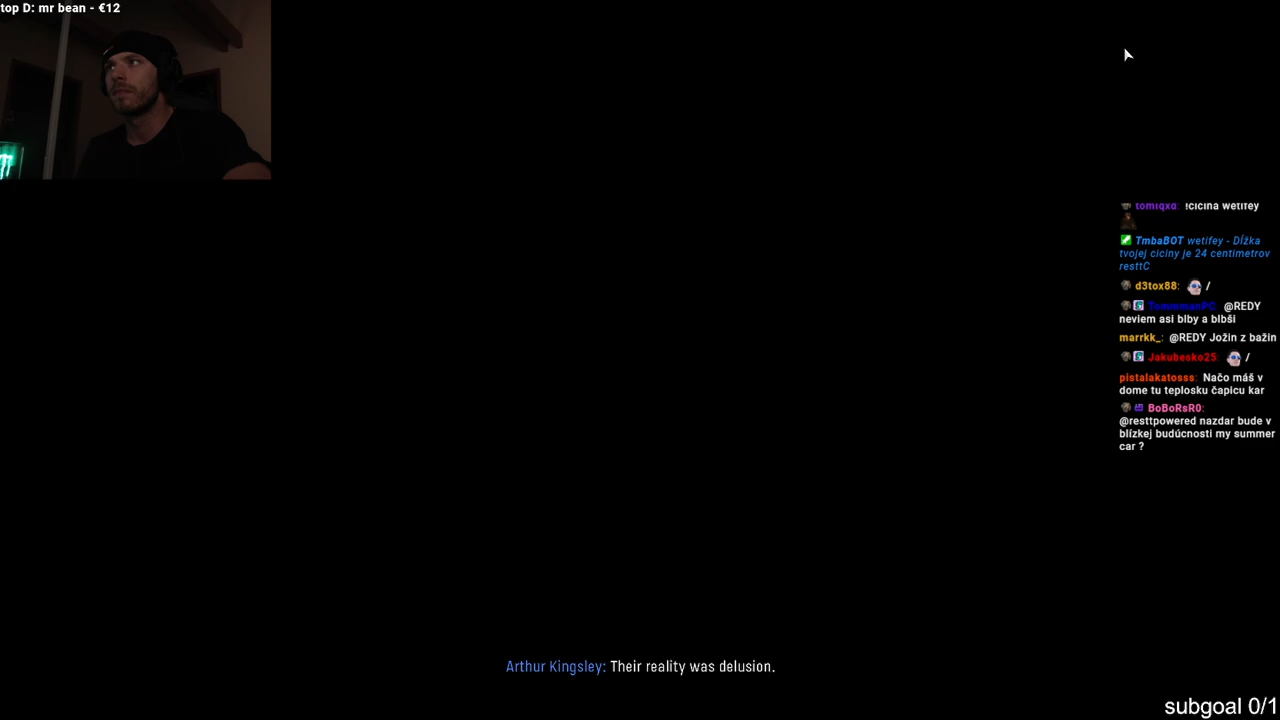 top D: mr bean - €12
tomiqxd: !cicina wetifey
TmbaBOT wetifey - Dĺžka
tvojej ciciny je 24 centimetrov
resttC
d3tox88: /
TommmanPC @REDY
neviem asi blby a blbši
marrkk_: @REDY Jožin z bažin
Jakubesko25 /
pistalakatosss: Načo máš v
dome tu teplosku čapicu kar
BoBoRsR0:
@resttpowered nazdar bude v
blízkej budúcnosti my summer
car ?
Arthur Kingsley: Their reality was delusion.
subgoal 0/1